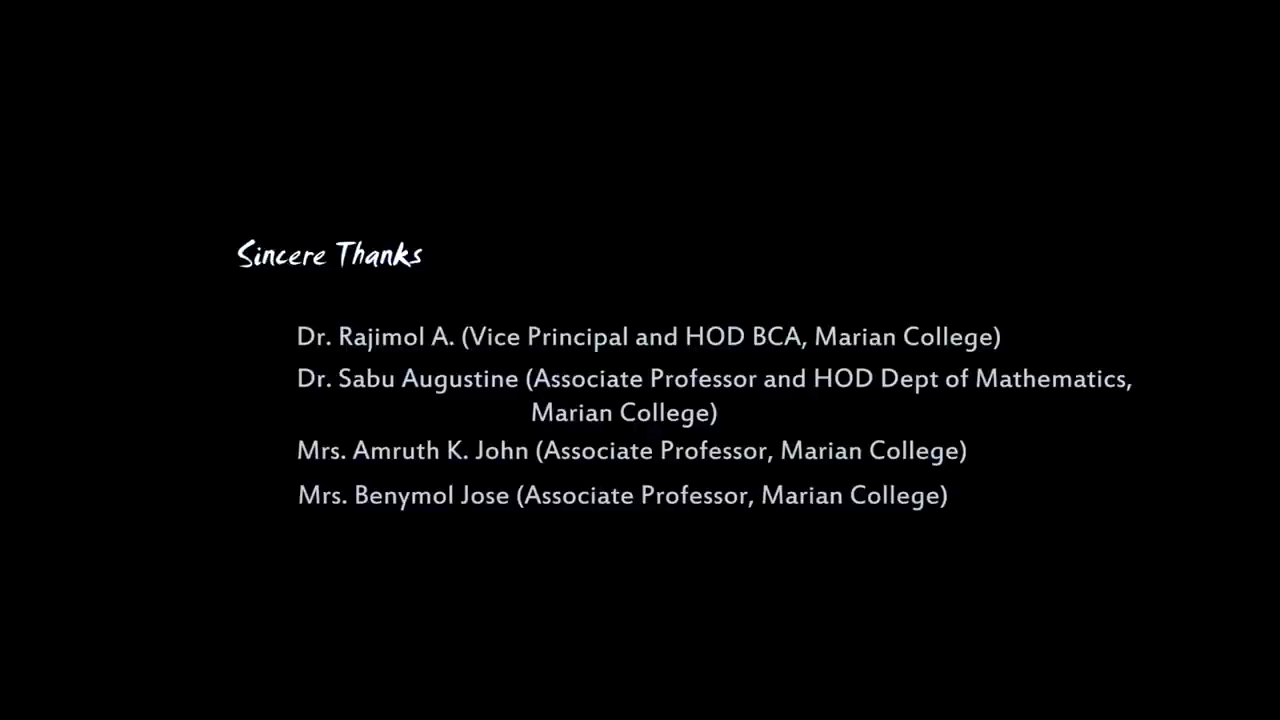 Sincere Thanks
Dr. Rajimol A. (Vice Principal and HOD BCA, Marian College)
Dr. Sabu Augustine (Associate Professor and HOD Dept of Mathematics,
Marian College)
Mrs. Amruth K. John (Associate Professor, Marian College)
Mrs. Benymol Jose (Associate Professor, Marian College)